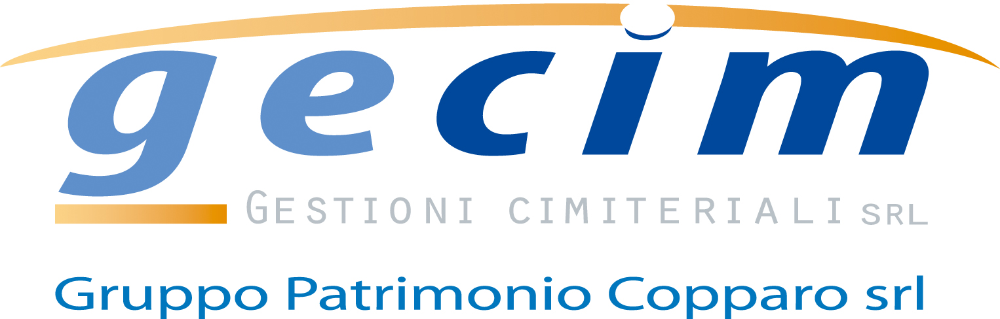 gecim
GESTIONI CIMITERIALI SRL
Gruppo Patrimonio Copparo srl